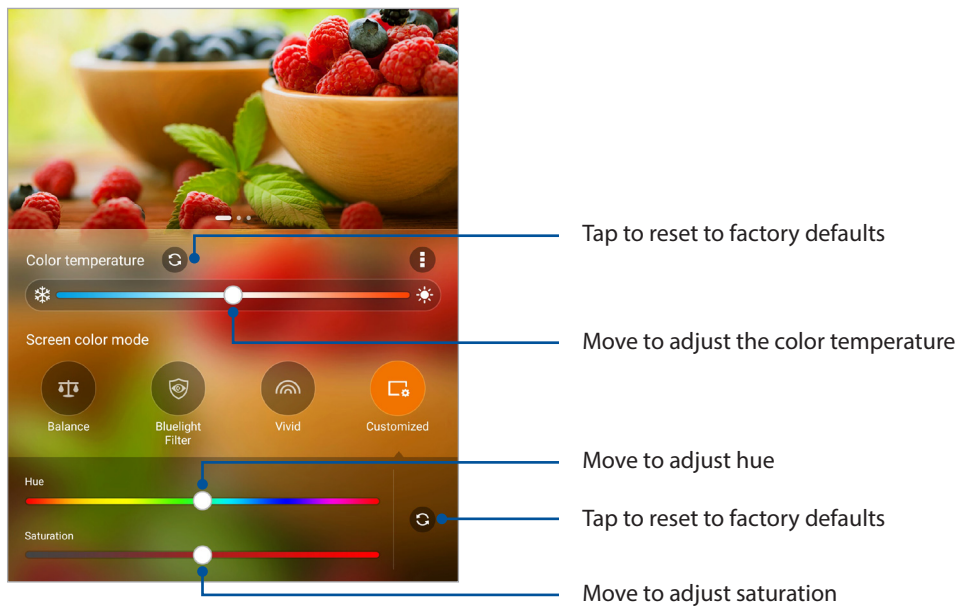 Tap to reset to factory defaults
Color temperature
Move to adjust the color temperature
Screen color mode
Balance
Bluelight
Filter
Vivid
Customized
Move to adjust hue
Hue
Tap to reset to factory defaults
Saturation
Move to adjust saturation